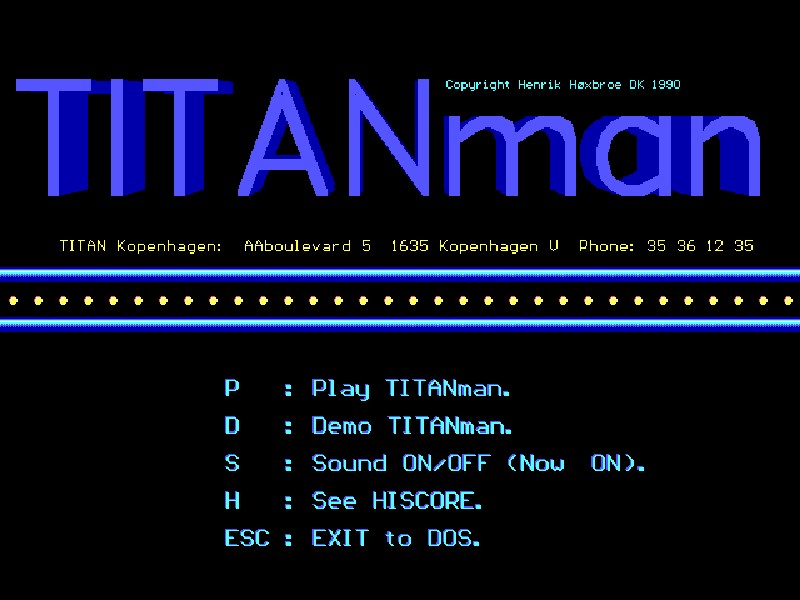 TITANman
Copyright Henrik Høxbroe DK 1990
TITAN Kopenhagen: AAboulevard 5 1635 Kopenhagen V Phone: 35 36 12 35
P : Play TITANman.
D : Demo TITANman.
S : Sound ON/OFF (Now ON).
H : See HISCORE.
ESC : EXIT to DOS.